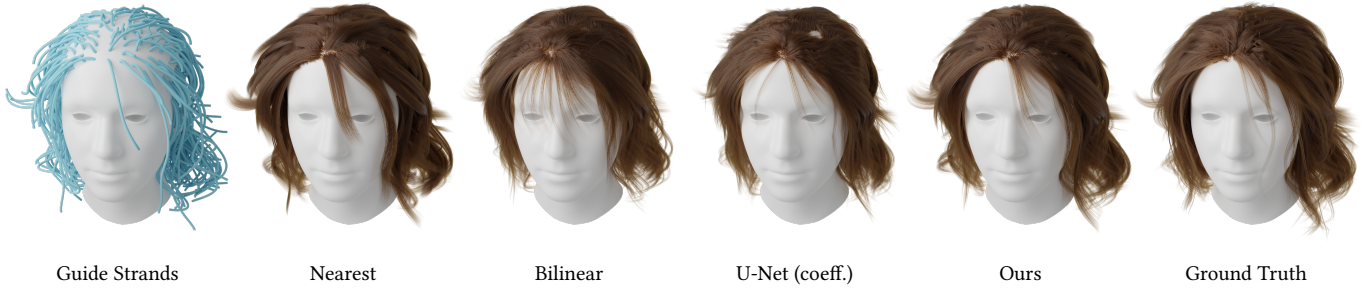 Guide Strands
Nearest
Bilinear
U-Net (coeff.)
Ours
Ground Truth